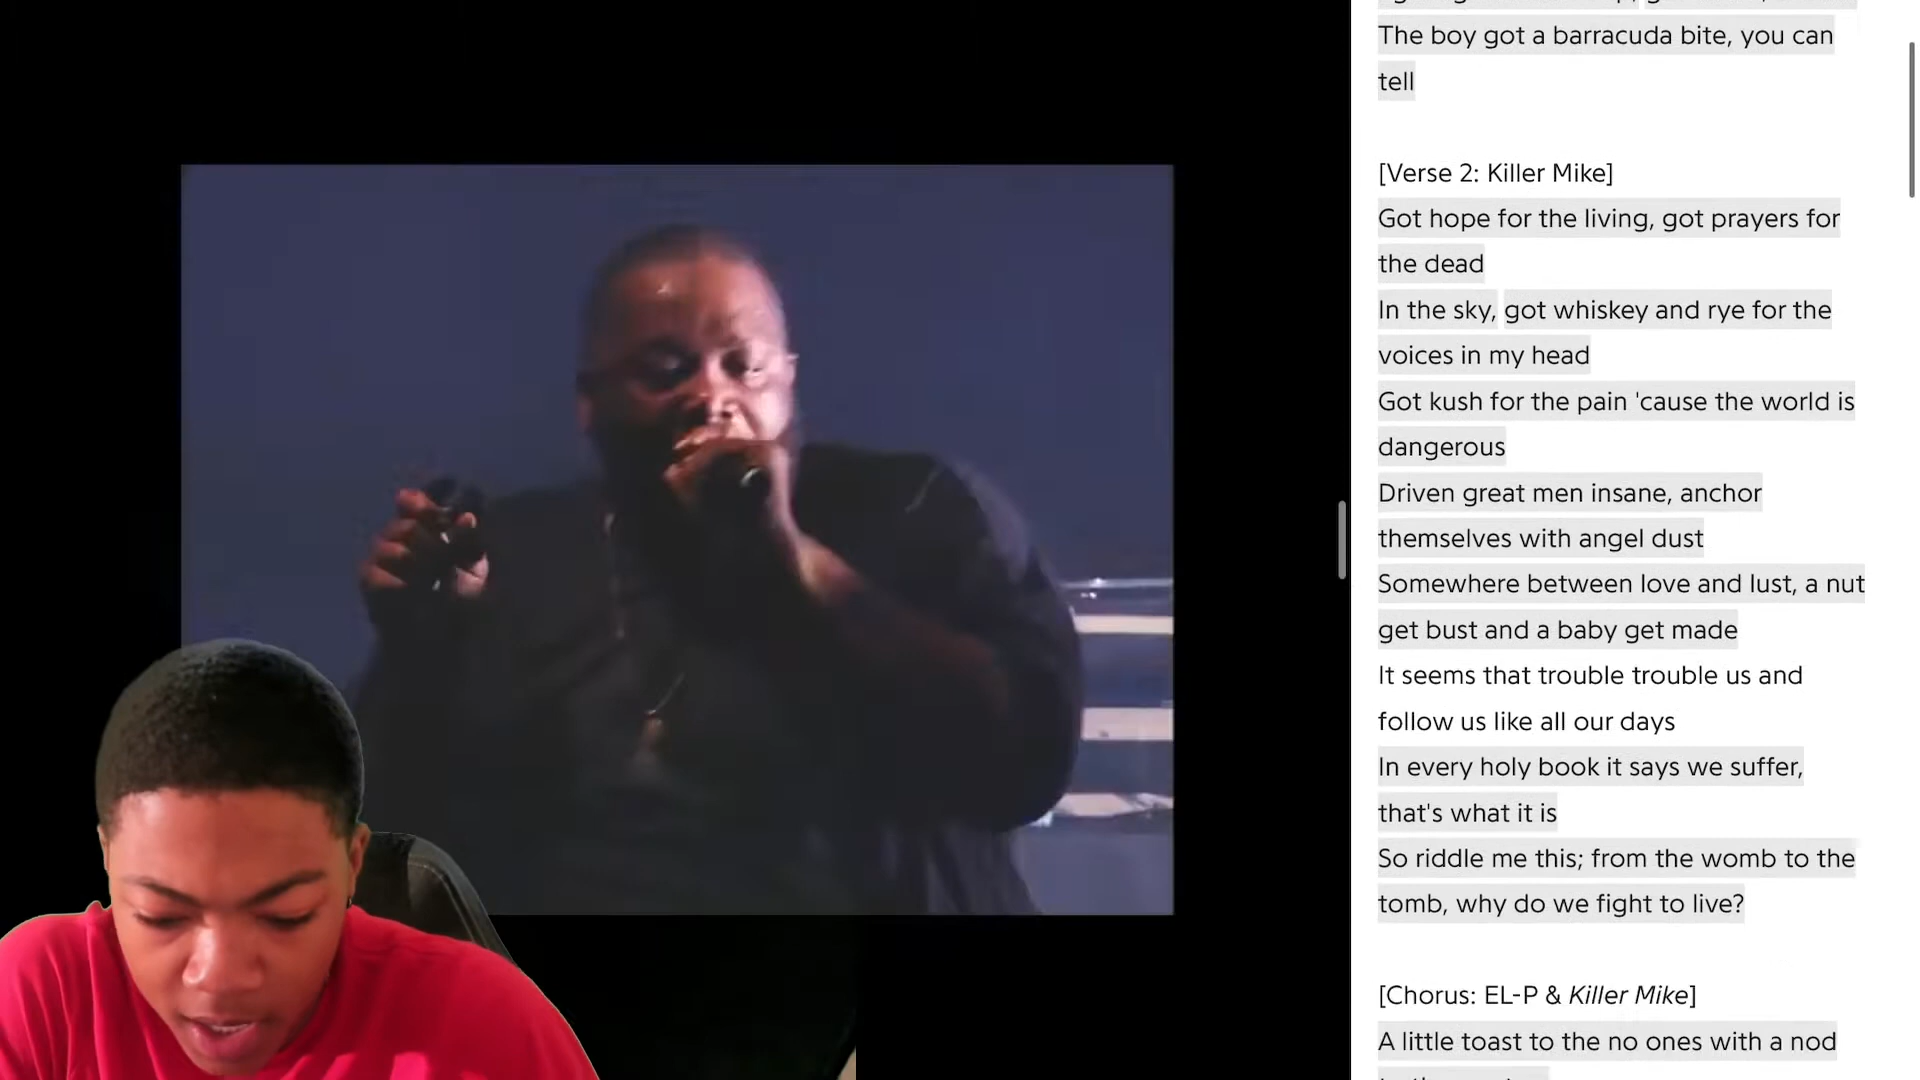 The boy got a barracuda bite, you can
tell
[Verse 2: Killer Mike]
Got hope for the living, got prayers for
the dead
In the sky, got whiskey and rye for the
voices in my head
Got kush for the pain 'cause the world is
dangerous
Driven great men insane, anchor
themselves with angel dust
Somewhere between love and lust, a nut
get bust and a baby get made
It seems that trouble trouble us and
follow us like all our days
In every holy book it says we suffer,
that's what it is
So riddle me this; from the womb to the
tomb, why do we fight to live?
[Chorus: EL-P & Killer Mike]
A little toast to the no ones with a nod